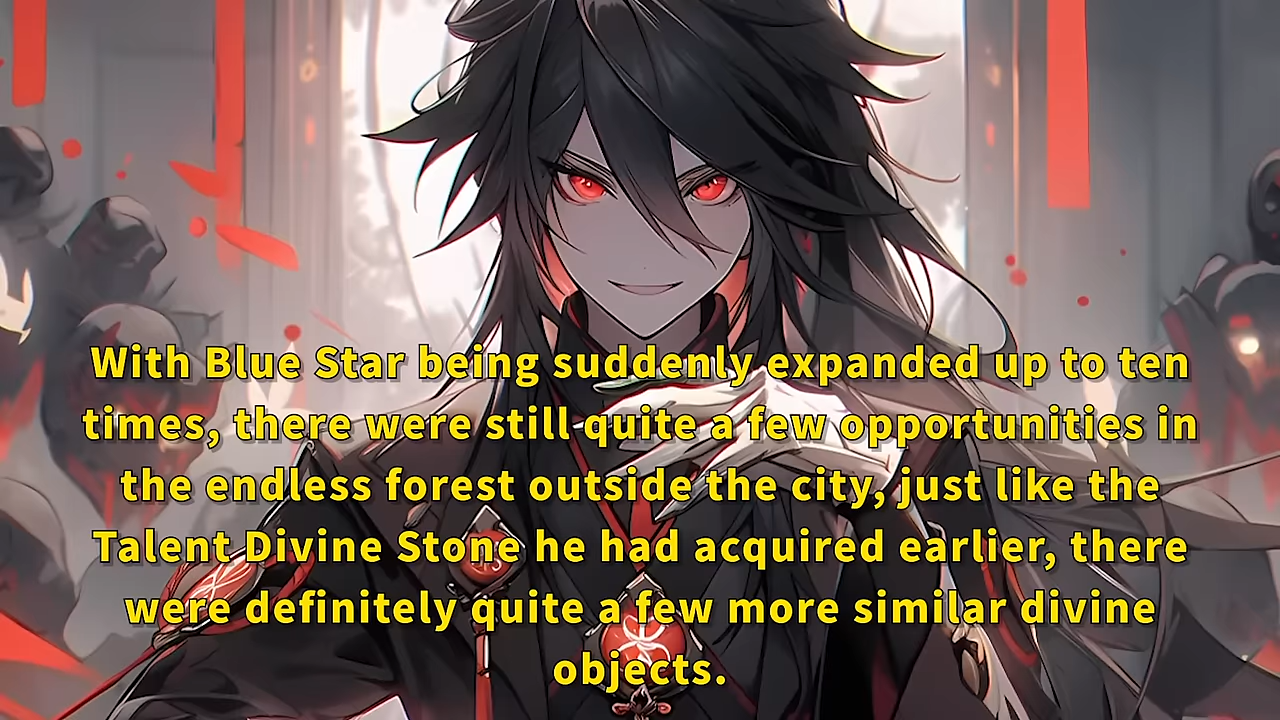 With Blue Star being suddenly expanded up to ten
times, there were still quite a few opportunities in
the endless forest outside the city, just like the
Talent Divine Stone he had acquired earlier, there
were definitely quite a few more similar divine
objects.